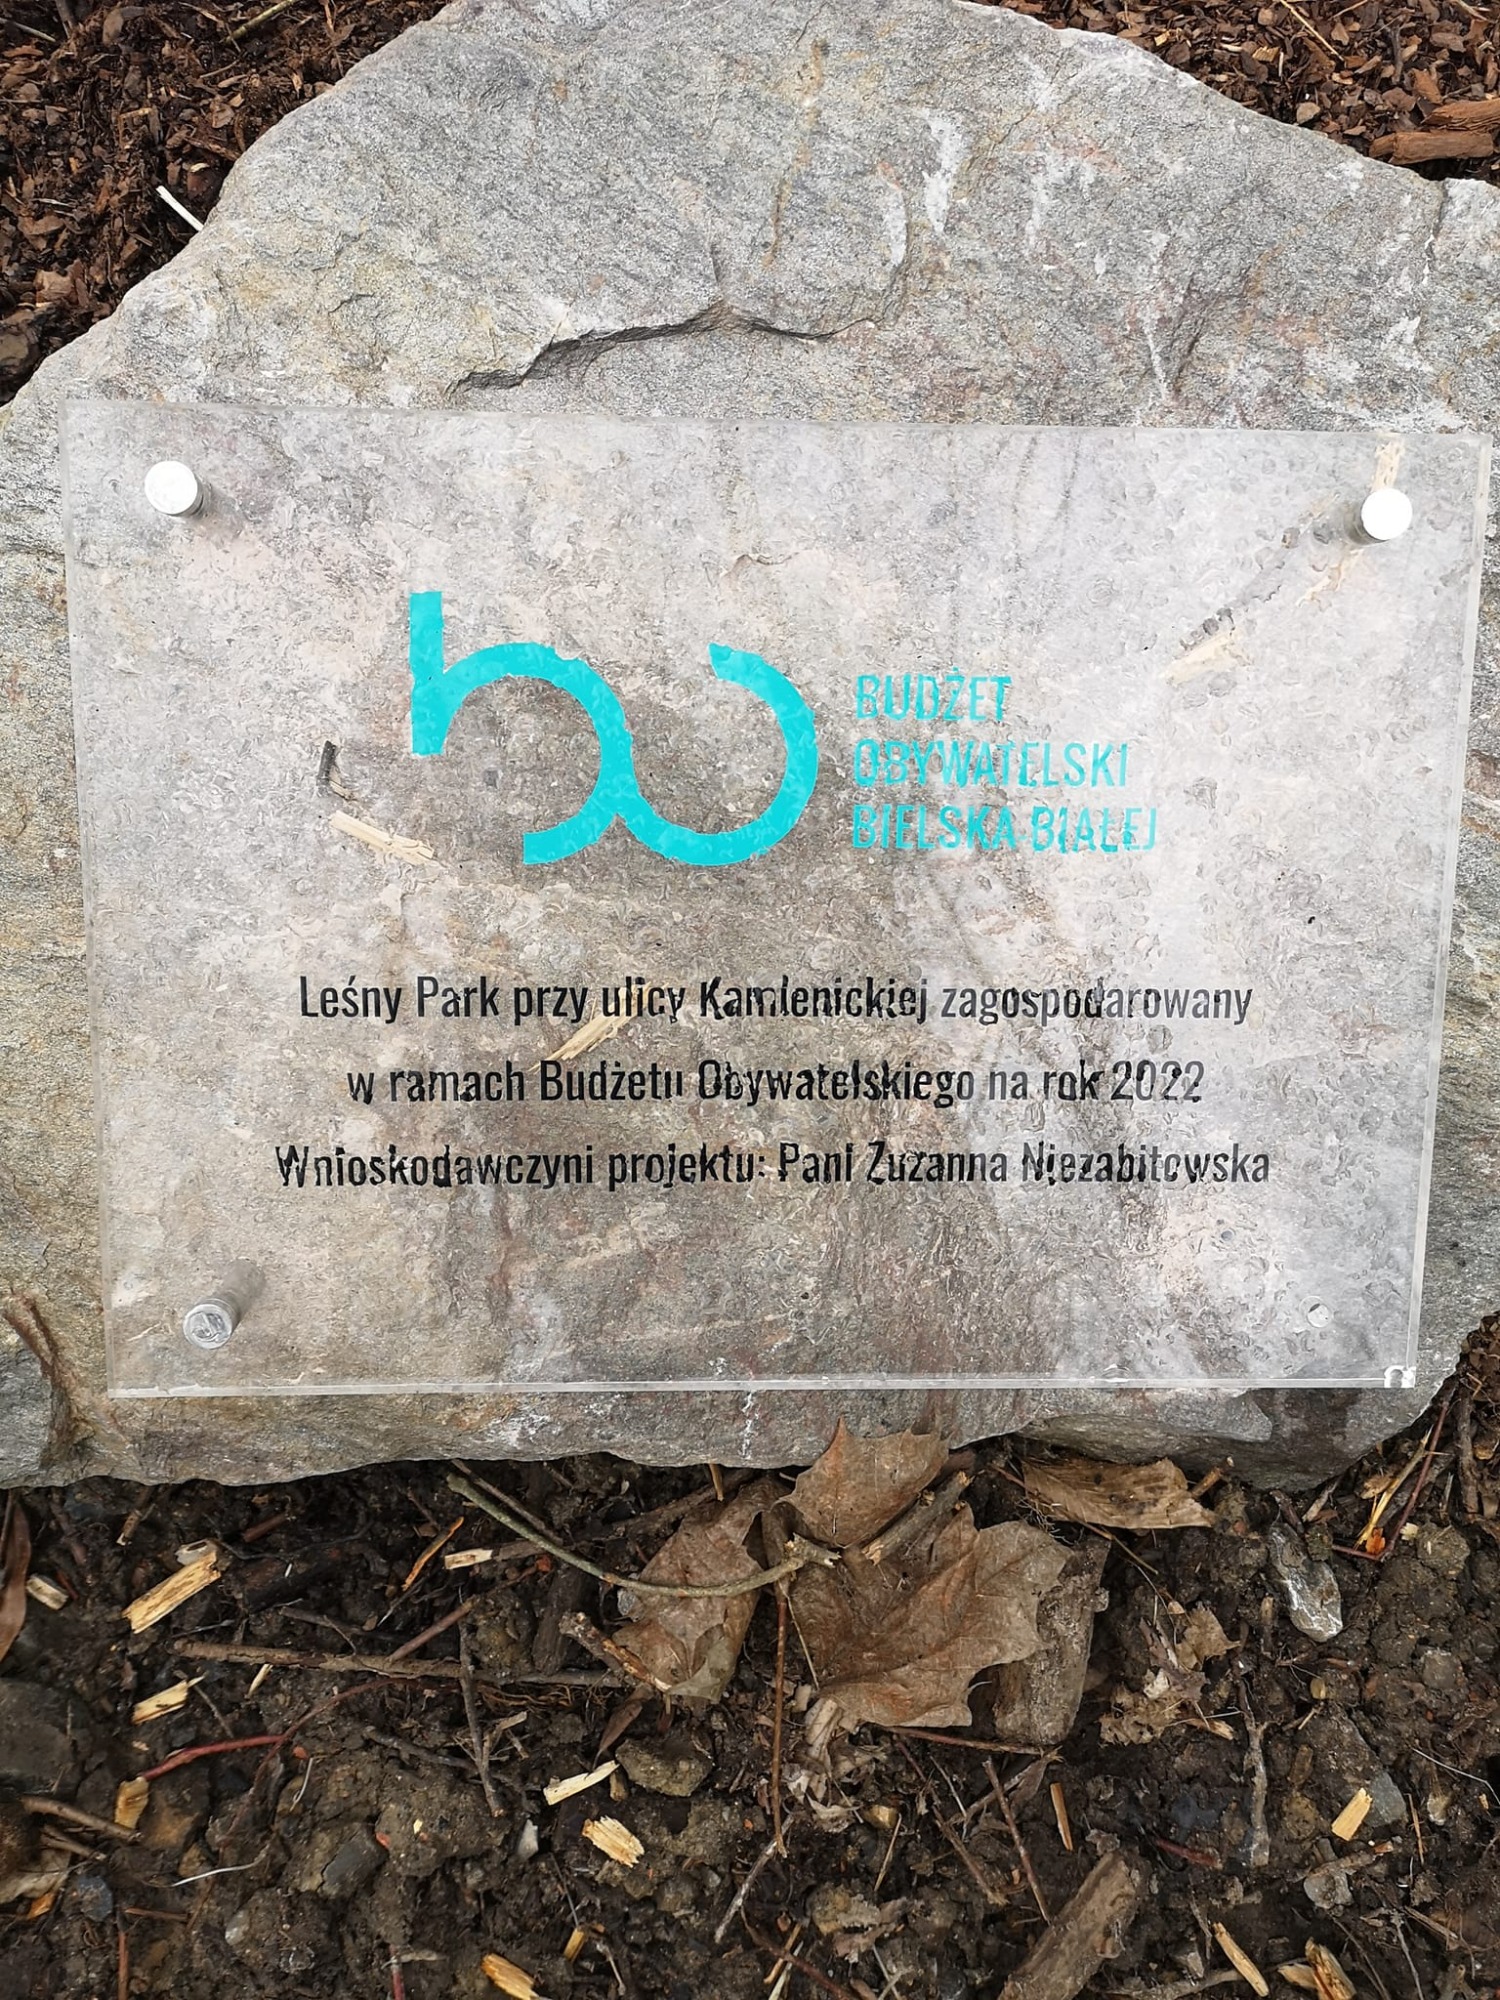 BUDŻET
OBYWATELSKI
BIELSKA-BIAŁEJ
Leśny Park przy ulicy Kamienickiej zagospodarowany
w ramach Budżetu Obywatelskiego na rok 2022
Wnioskodawczyni projektu: Pani Zuzanna Niezabitowska